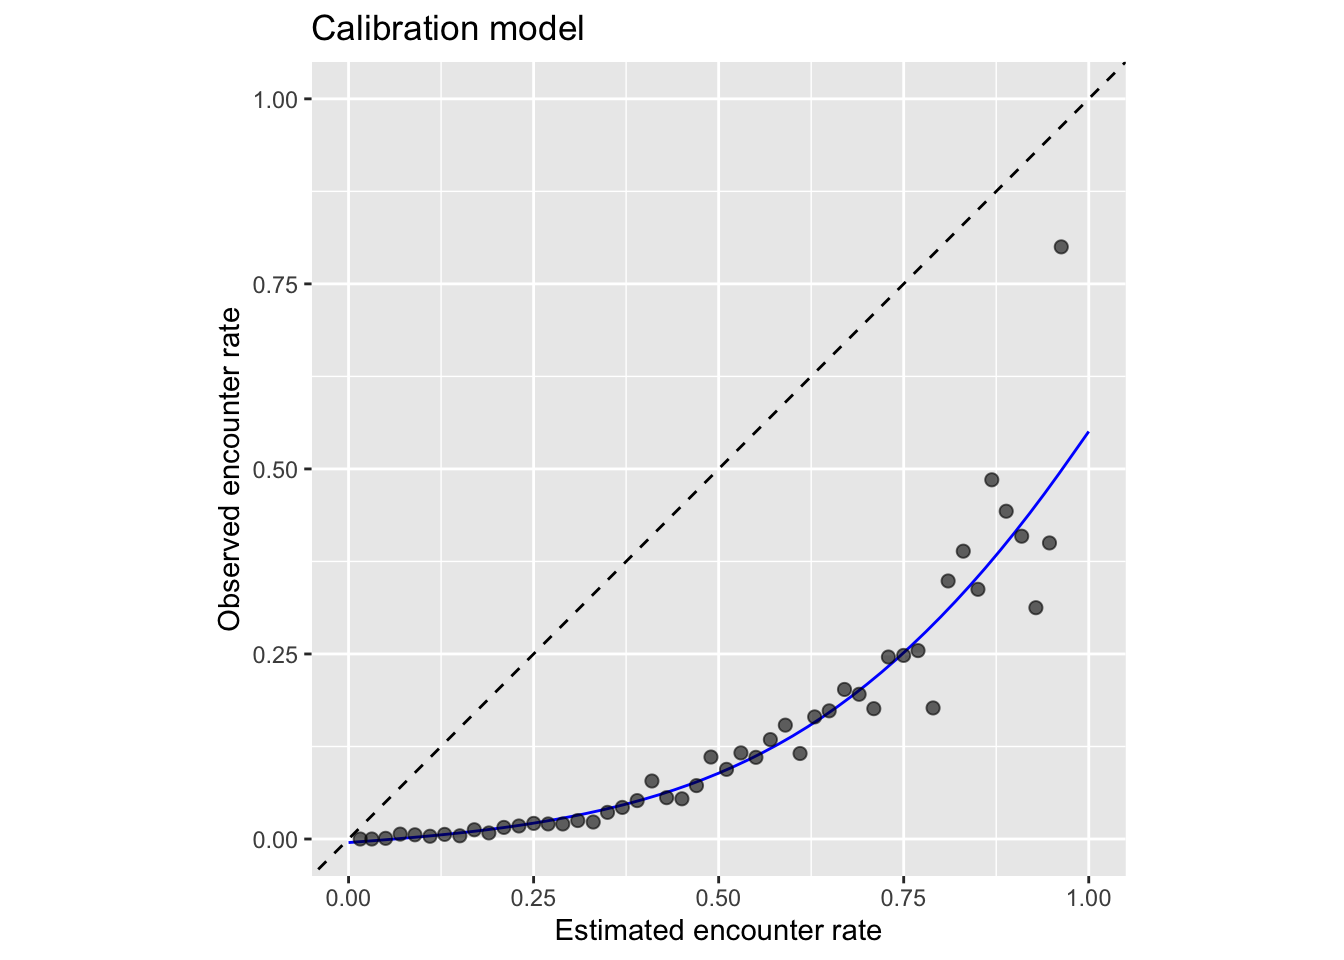 Calibration model
1.00
0.75
0.50
0.25
0.00
Observed encounter rate
0.00 0.25 0.50 0.75 1.00
Estimated encounter rate